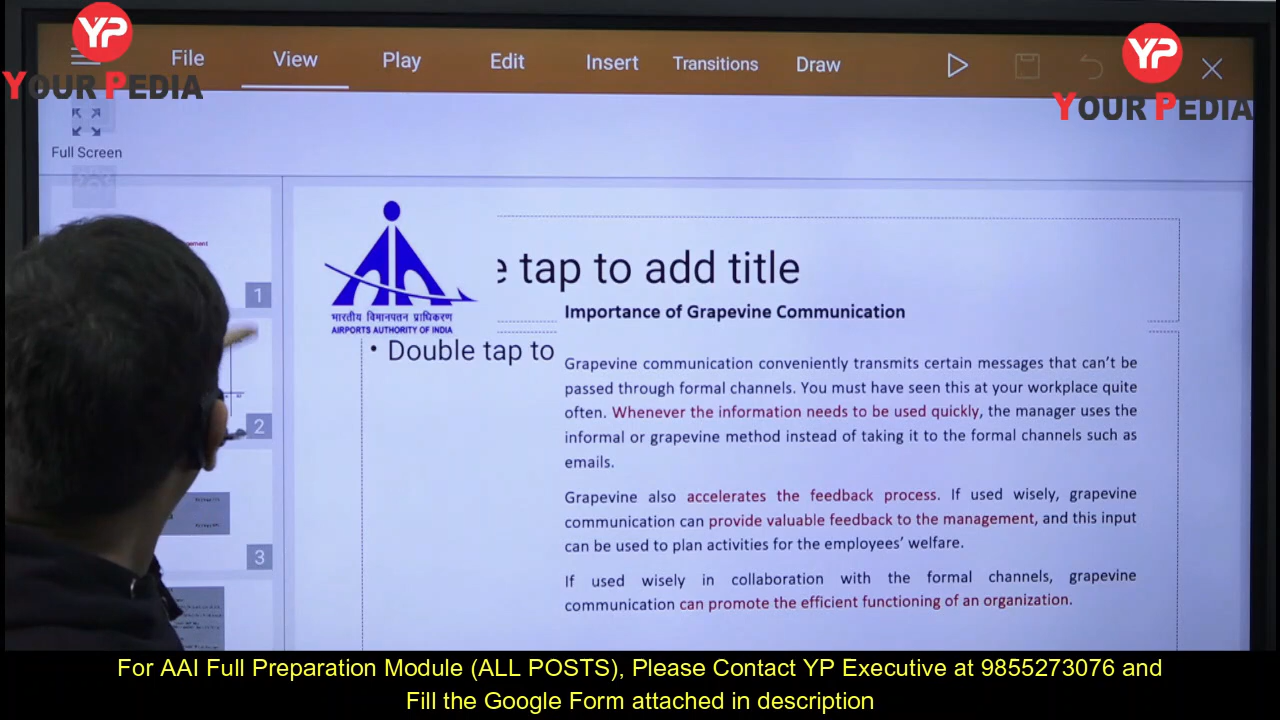 YP
YOUR PEDIA
YP
YOUR PEDIA
File View Play Edit Insert Transitions Draw
Full Screen
1
2
3
tap to add title
भारतीय विमानपत्तन प्राधिकरण
AIRPORTS AUTHORITY OF INDIA
• Double tap to
Importance of Grapevine Communication
Grapevine communication conveniently transmits certain messages that can't be
passed through formal channels. You must have seen this at your workplace quite
often. Whenever the information needs to be used quickly, the manager uses the
informal or grapevine method instead of taking it to the formal channels such as
emails.
Grapevine also accelerates the feedback process. If used wisely, grapevine
communication can provide valuable feedback to the management, and this input
can be used to plan activities for the employees' welfare.
If used wisely in collaboration with the formal channels, grapevine
communication can promote the efficient functioning of an organization.
For AAI Full Preparation Module (ALL POSTS), Please Contact YP Executive at 9855273076 and
Fill the Google Form attached in description